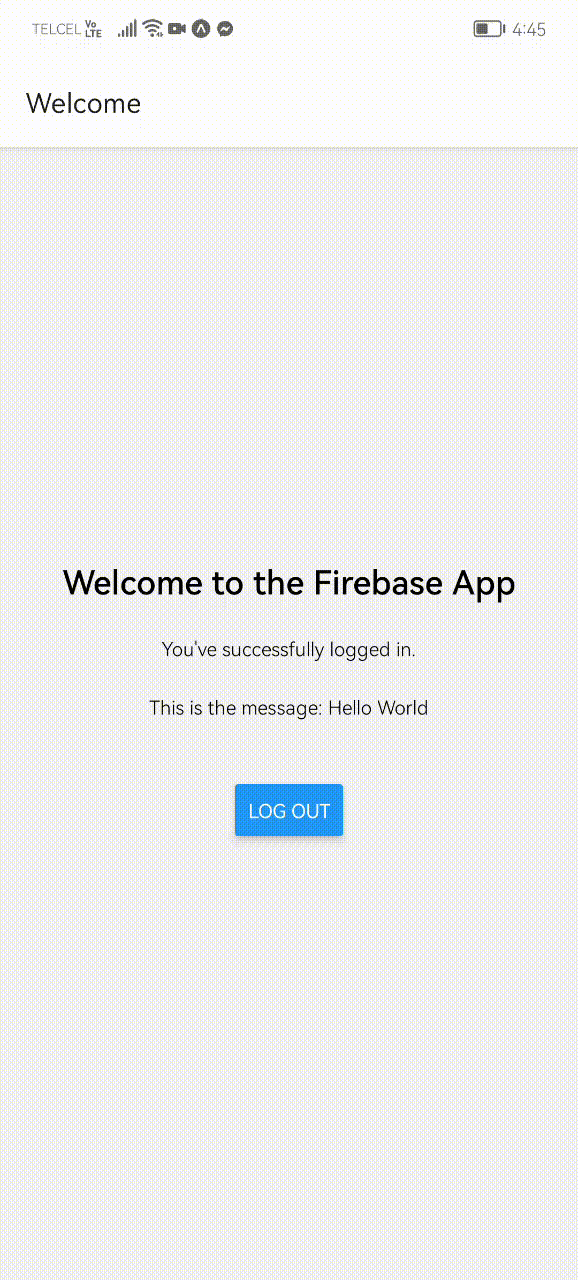 TELCEL Vo LTE 4:45
Welcome
Welcome to the Firebase App
You've successfully logged in.
This is the message: Hello World
LOG OUT